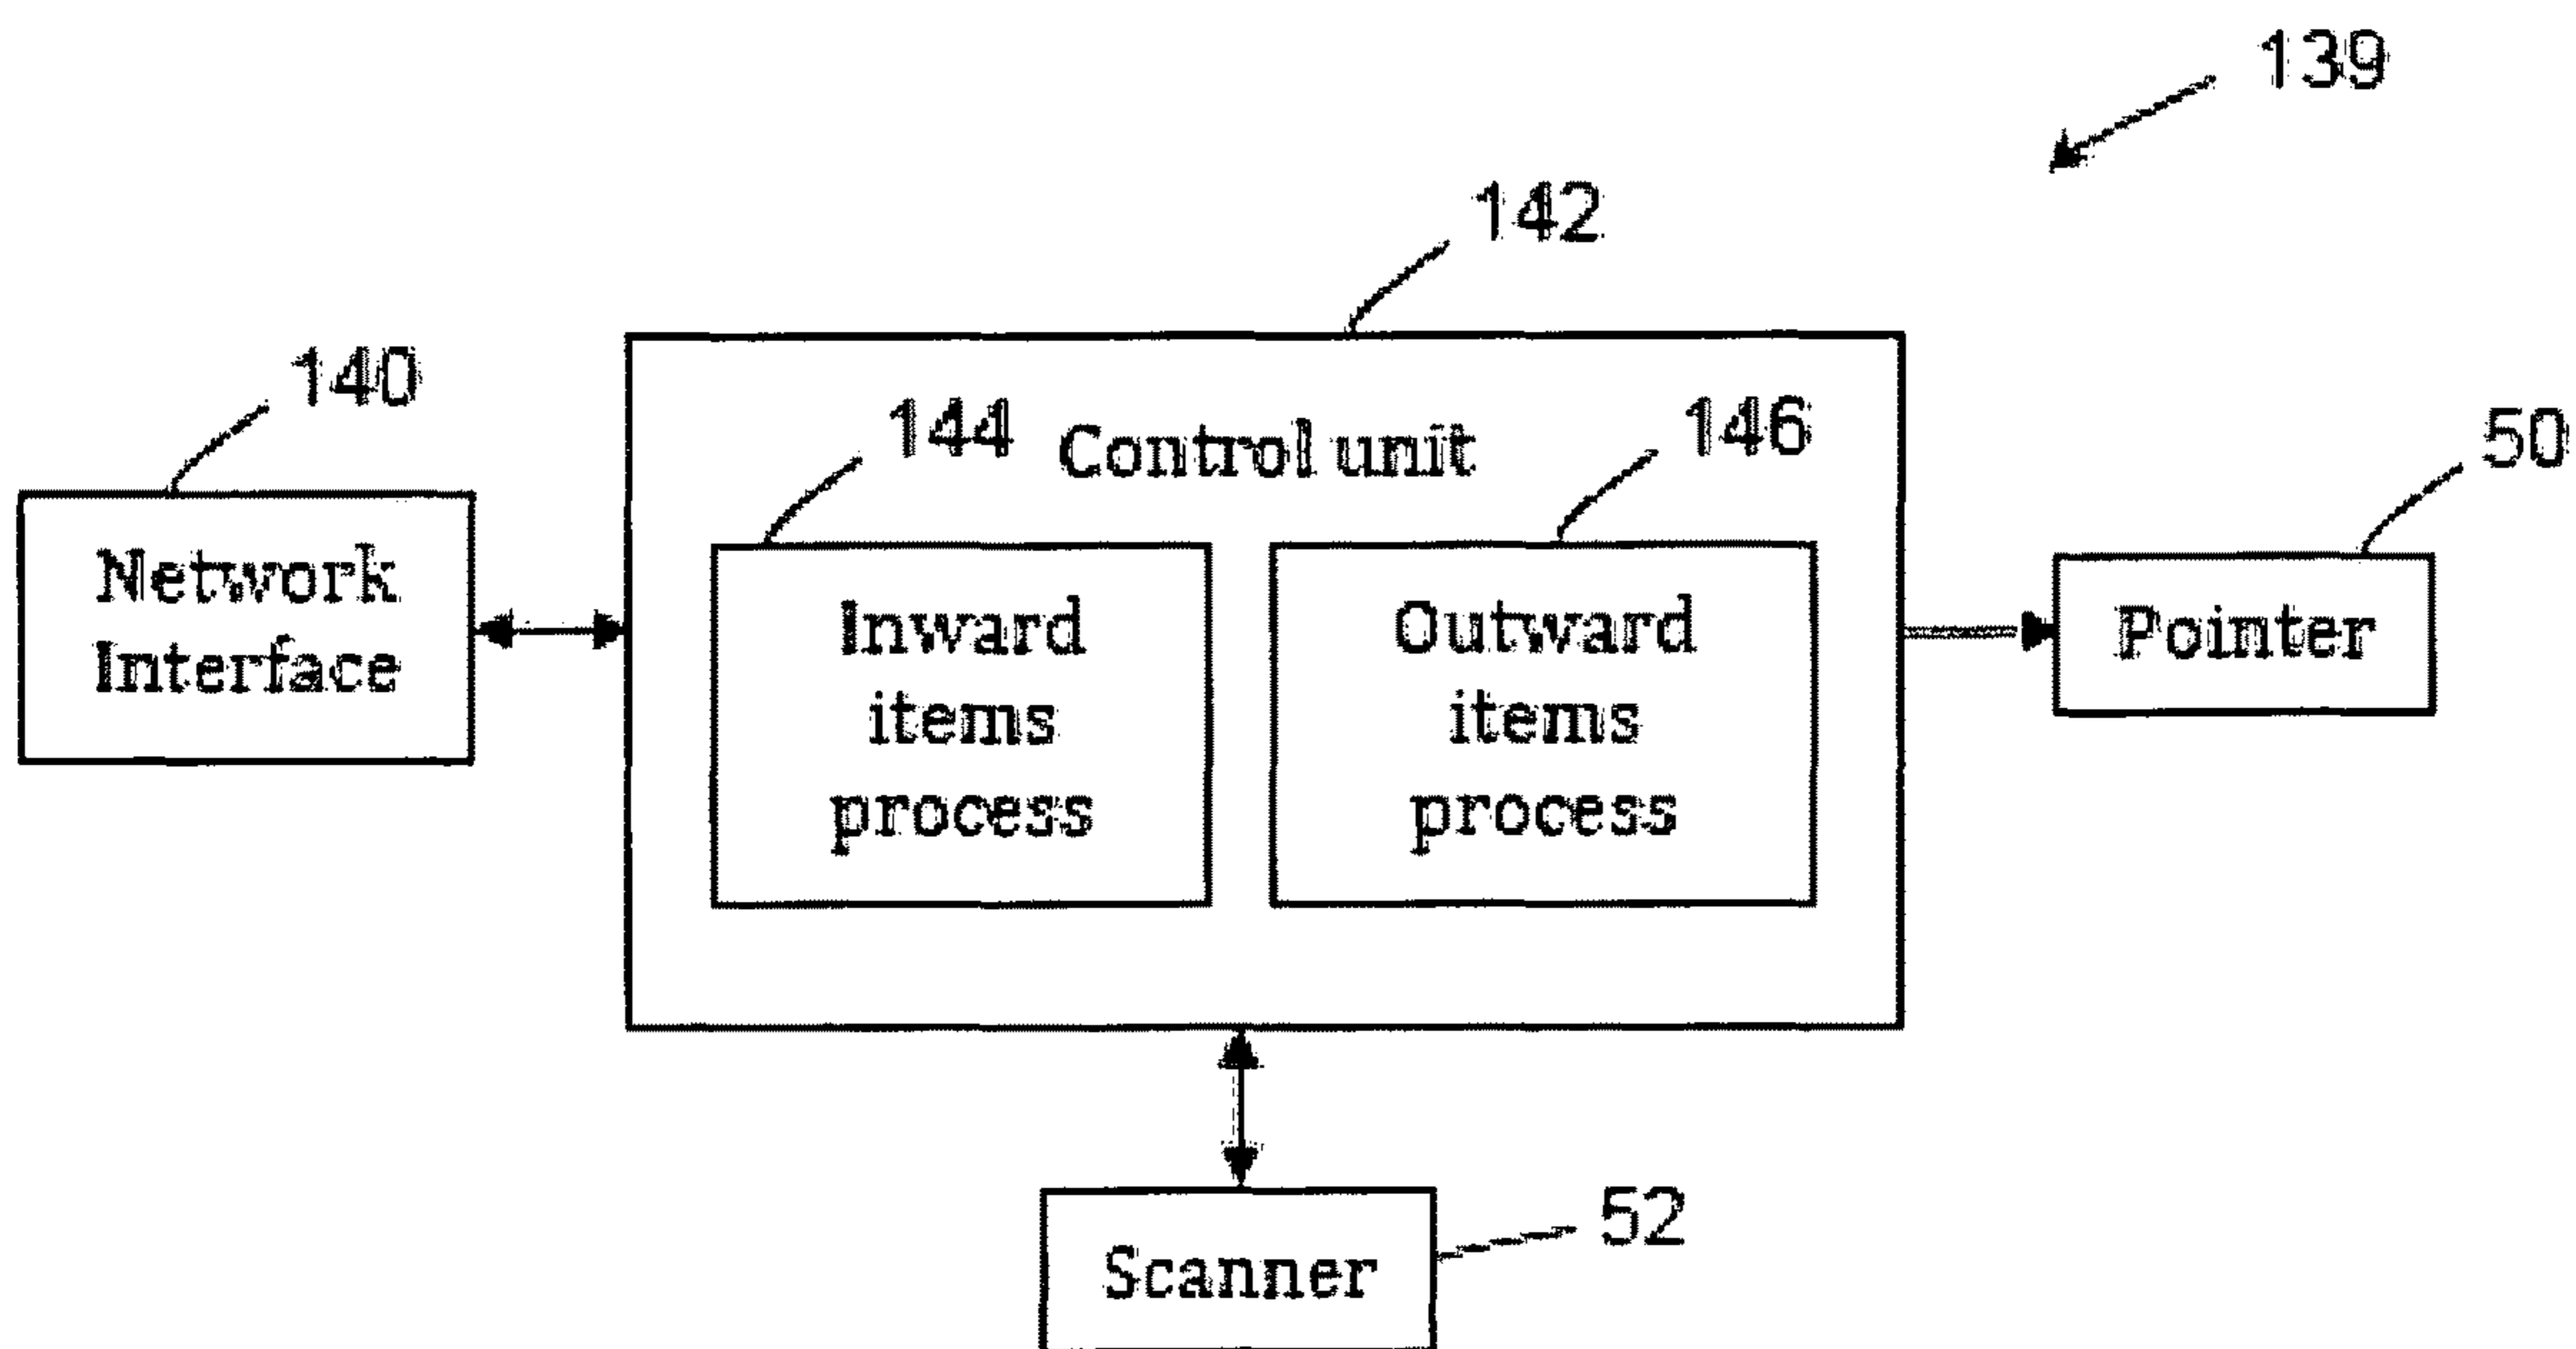 139
142
140
144
Control unit
146
50
Network
Interface
Inward
items
process
Outward
items
process
Pointer
52
Scanner